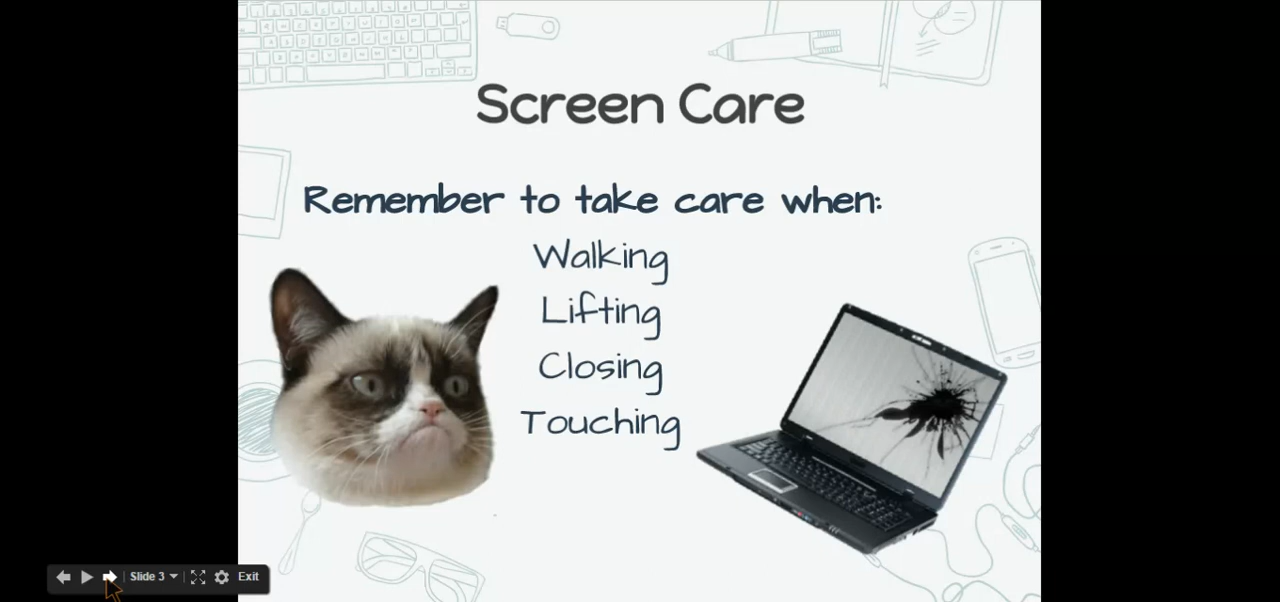 Screen Care
Remember to take care when:
Walking
Lifting
Closing
Touching
Slide 3
Exit